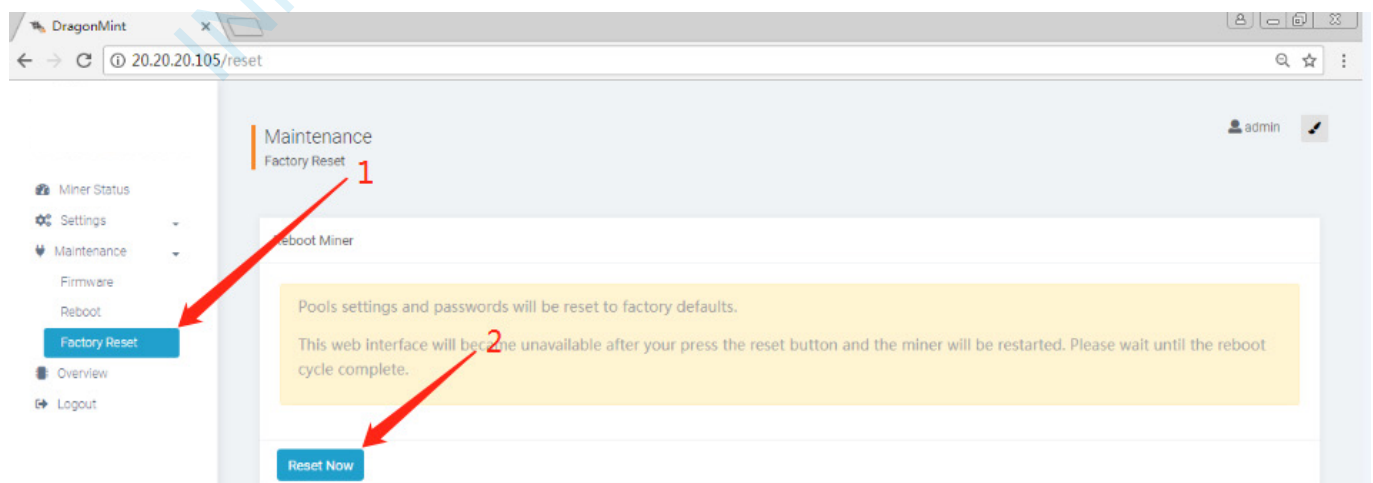 DragonMint
20.20.20.105/reset
Maintenance
admin
Factory Reset
1
Miner Status
Settings
Reboot Miner
Maintenance
Firmware
Pools settings and passwords will be reset to factory defaults.
Reboot
2
Factory Reset
This web interface will became unavailable after your press the reset button and the miner will be restarted. Please wait until the reboot
cycle complete.
Overview
Logout
Reset Now